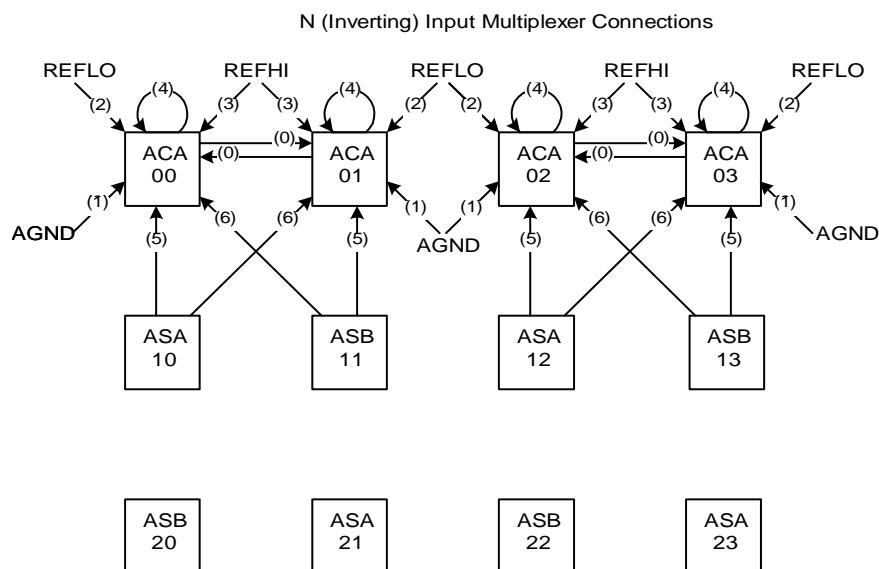 N (Inverting) Input Multiplexer Connections
REFLO (4) REFHI (4) REFLO (4) REFHI (4) REFLO
(2) (3) (3) (2) (2) (3) (3) (2)
(0) (0)
ACA (0) ACA ACA (0) ACA
00 01 02 03
(1) (1) (1) (1)
AGND (5) (6) (6) (5) AGND (5) (6) (6) (5) AGND
ASA ASB ASA ASB
10 11 12 13
ASB ASA ASB ASA
20 21 22 23